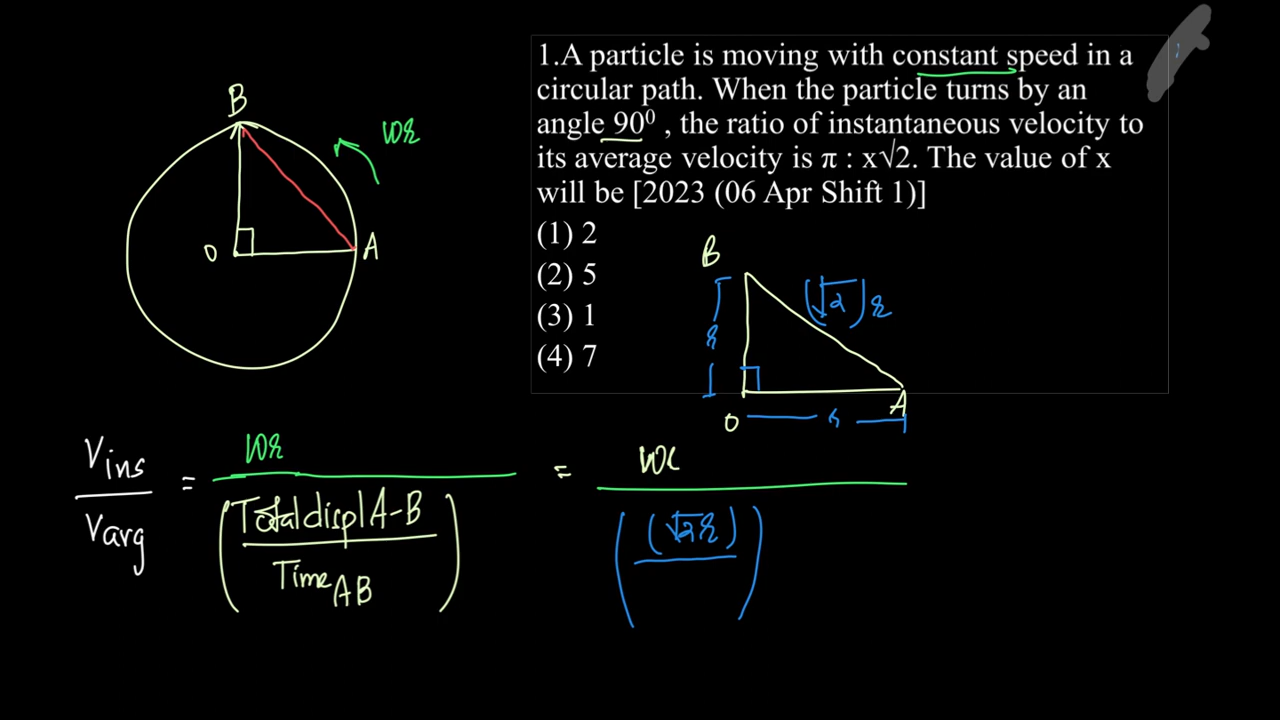 1.A particle is moving with constant speed in a
circular path. When the particle turns by an
angle 90⁰ , the ratio of instantaneous velocity to
its average velocity is π : x√2. The value of x
will be [2023 (06 Apr Shift 1)]
(1) 2
(2) 5
(3) 1
(4) 7
B
ωr
O
A
B
(√2)r
r
O
r
A
Vins
Varg
=
ωr
(Total displ A-B
Time AB)
=
(√2r)